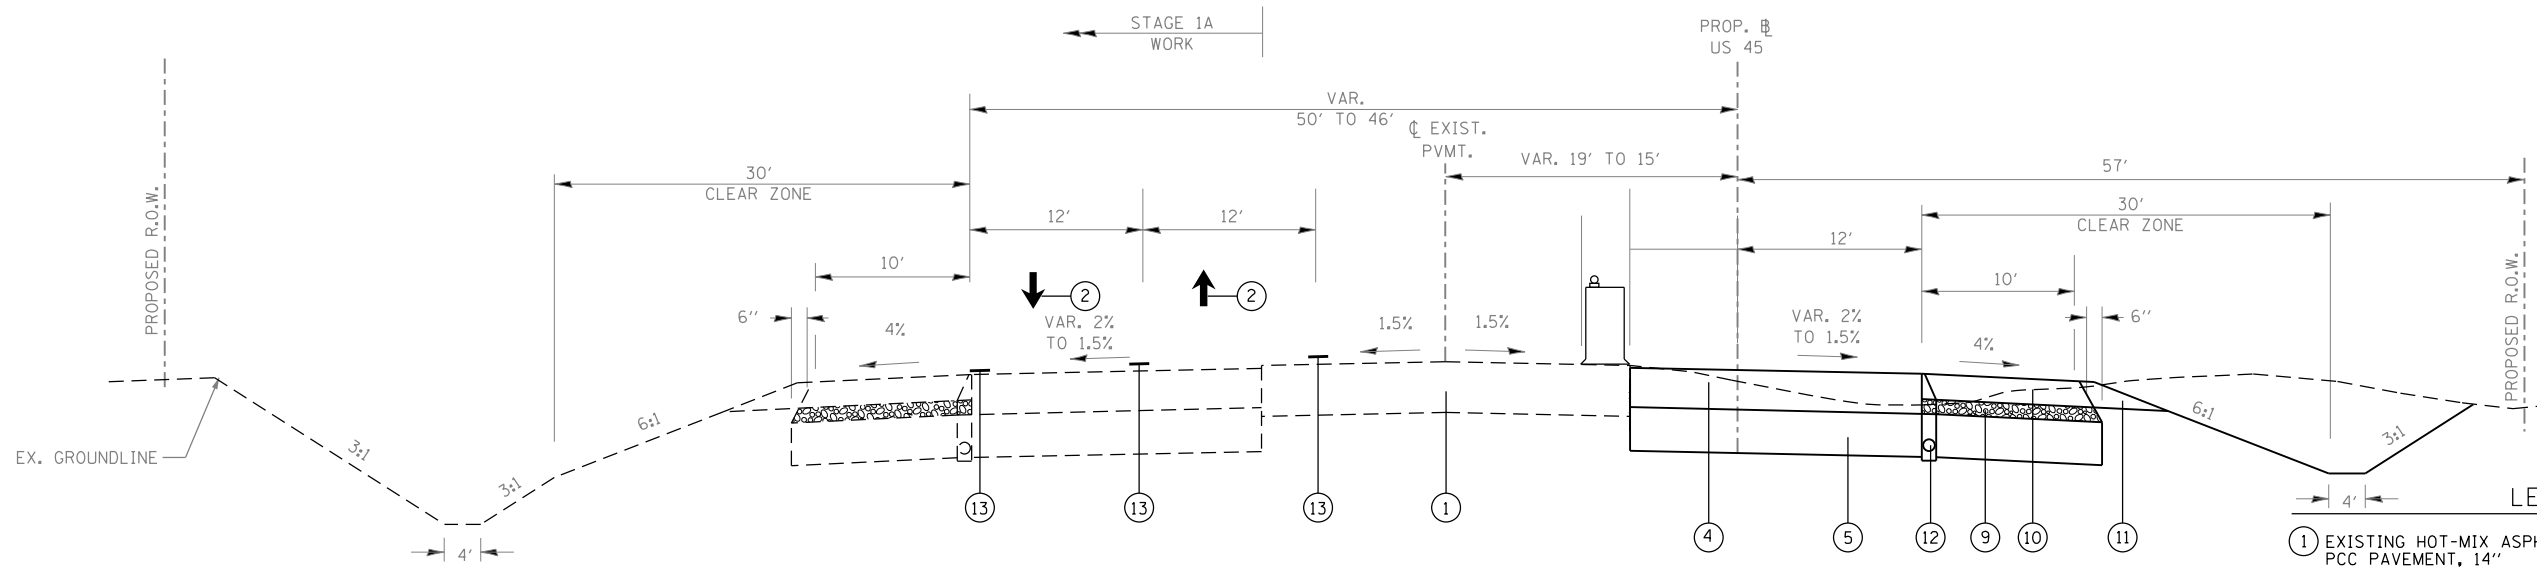 STAGE 1A
WORK
PROP. ℄
US 45
VAR.
50' TO 46'
℄ EXIST.
PVMT.
VAR. 19' TO 15'
57'
30'
CLEAR ZONE
30'
CLEAR ZONE
12'
12'
12'
10'
10'
PROPOSED R.O.W.
PROPOSED R.O.W.
2
2
6''
4%
VAR. 2%
TO 1.5%
1.5%
1.5%
VAR. 2%
TO 1.5%
4%
6''
EX. GROUNDLINE
3:1
3:1
6:1
6:1
3:1
4'
4'
13
13
13
1
4
5
12
9
10
11
LE
1 EXISTING HOT-MIX ASPH
PCC PAVEMENT, 14''